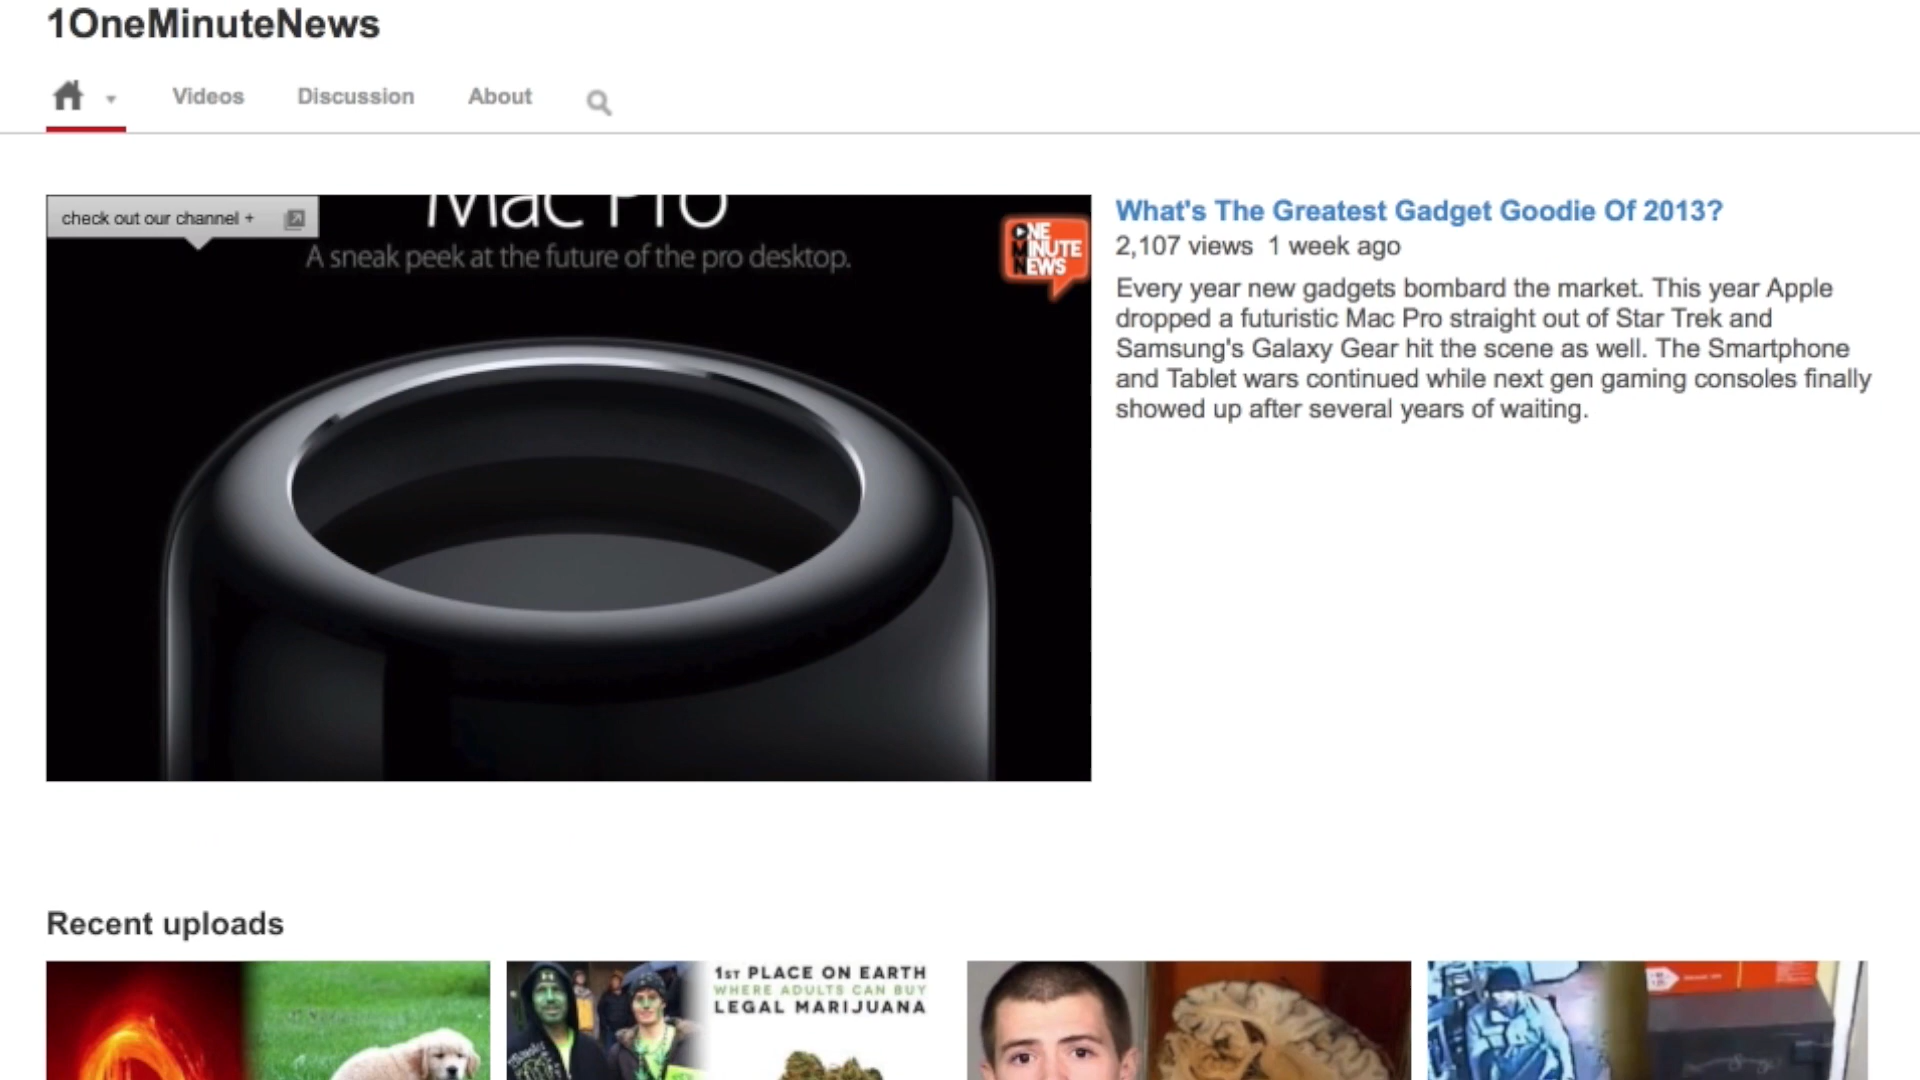 1OneMinuteNews
Videos
Discussion
About
check out our channel +
Mac Pro
A sneak peek at the future of the pro desktop.
ONE
MINUTE
NEWS
What's The Greatest Gadget Goodie Of 2013?
2,107 views 1 week ago
Every year new gadgets bombard the market. This year Apple
dropped a futuristic Mac Pro straight out of Star Trek and
Samsung's Galaxy Gear hit the scene as well. The Smartphone
and Tablet wars continued while next gen gaming consoles finally
showed up after several years of waiting.
Recent uploads
1ST PLACE ON EARTH
WHERE ADULTS CAN BUY
LEGAL MARIJUANA